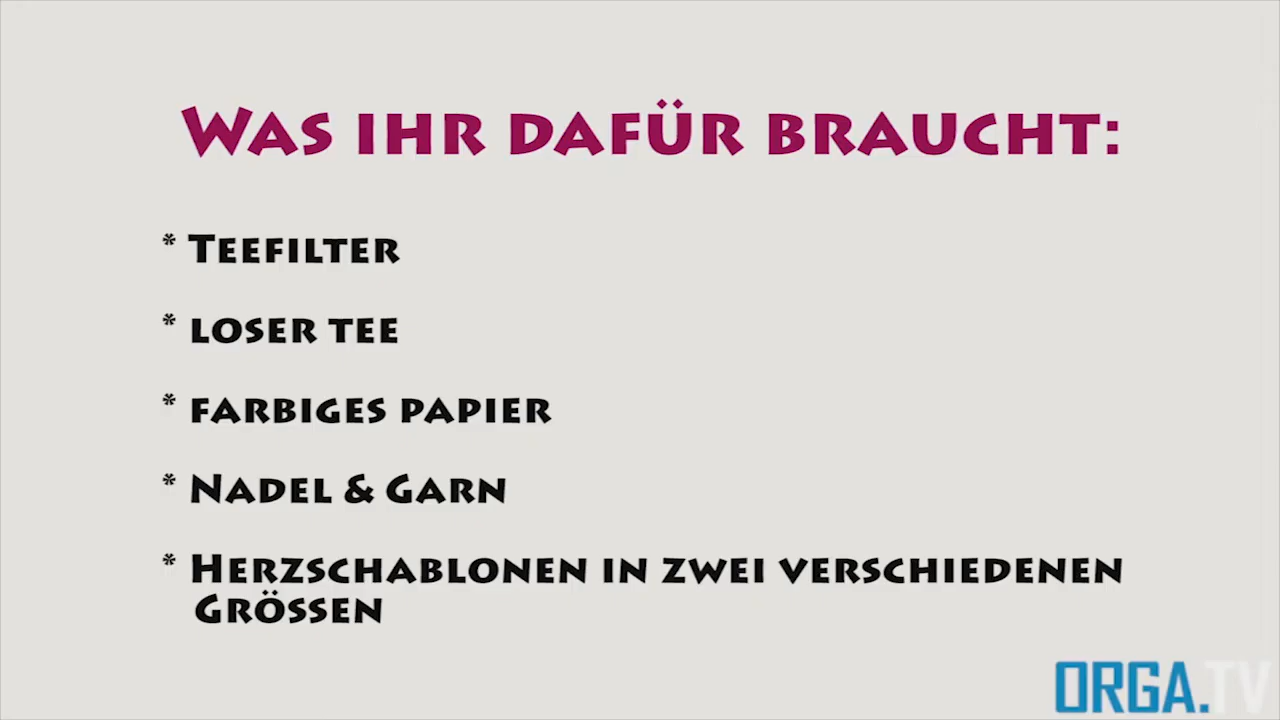 Was ihr dafür braucht:
* Teefilter
* loser tee
* farbiges papier
* Nadel & Garn
* Herzschablonen in zwei verschiedenen
Grössen
ORGA.TV